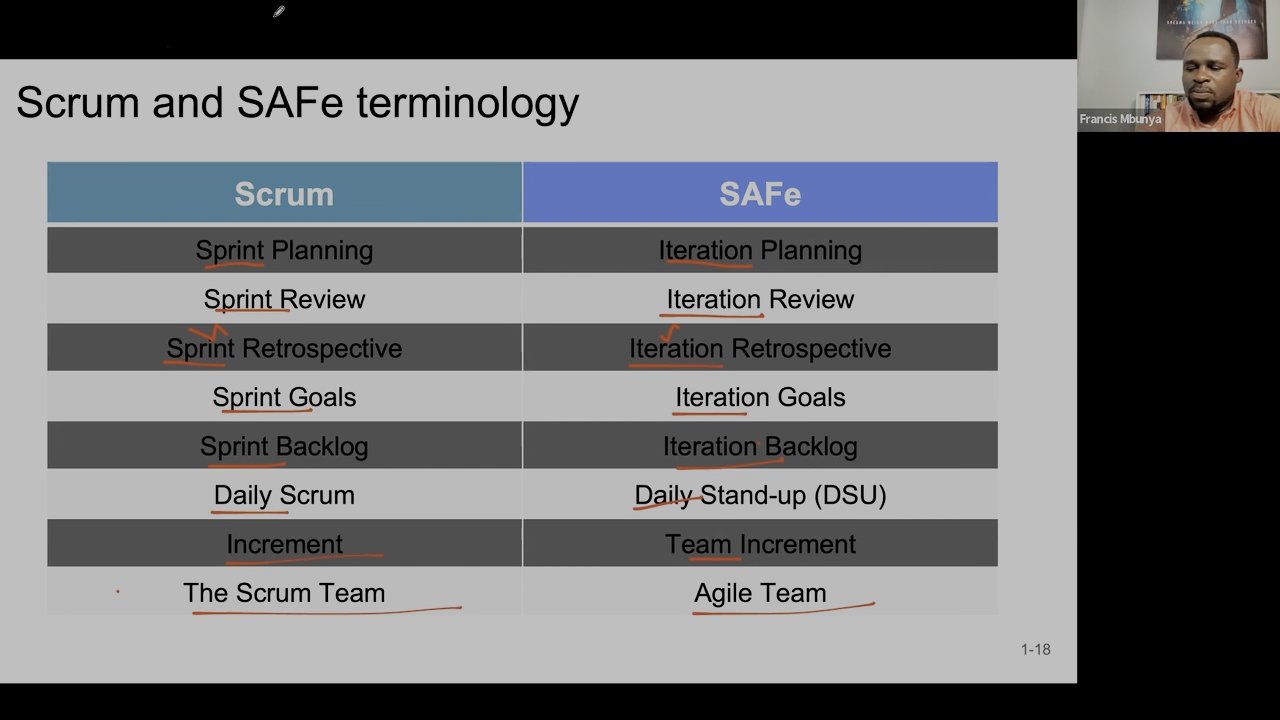 Scrum and SAFe terminology
Scrum SAFe
Sprint Planning Iteration Planning
Sprint Review Iteration Review
Sprint Retrospective Iteration Retrospective
Sprint Goals Iteration Goals
Sprint Backlog Iteration Backlog
Daily Scrum Daily Stand-up (DSU)
Increment Team Increment
The Scrum Team Agile Team
1-18
Francis Mbunya